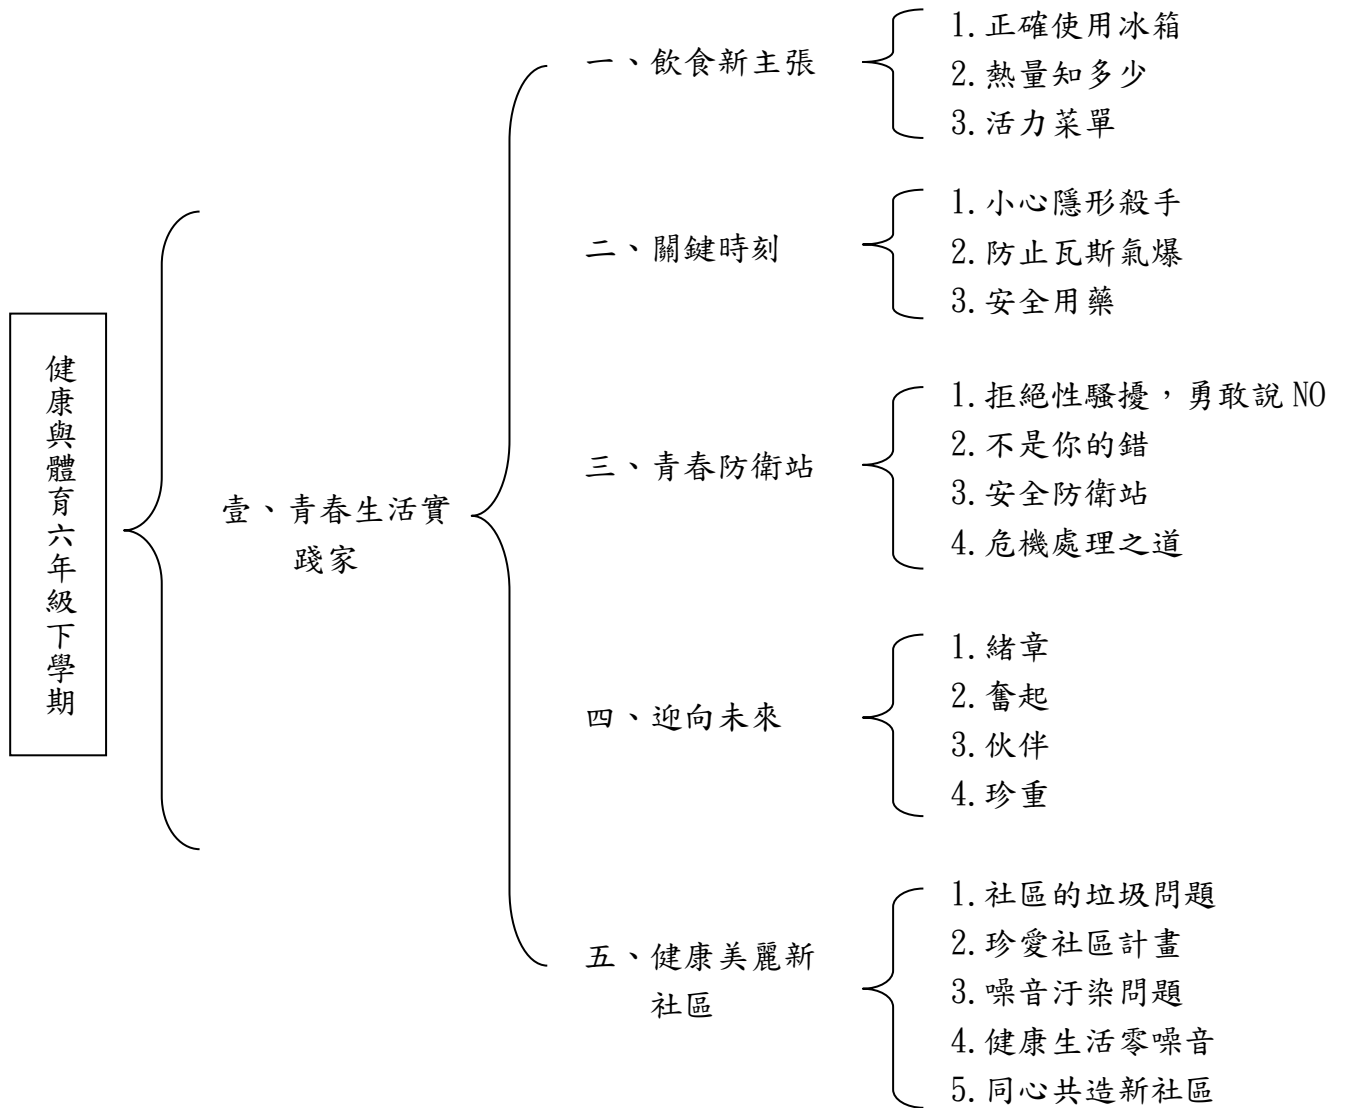 健康與體育六年級下學期
壹、青春生活實
踐家
一、飲食新主張
1.正確使用冰箱
2.熱量知多少
3.活力菜單
二、關鍵時刻
1.小心隱形殺手
2.防止瓦斯氣爆
3.安全用藥
三、青春防衛站
1.拒絕性騷擾，勇敢說 NO
2.不是你的錯
3.安全防衛站
4.危機處理之道
四、迎向未來
1.緒章
2.奮起
3.伙伴
4.珍重
五、健康美麗新
社區
1.社區的垃圾問題
2.珍愛社區計畫
3.噪音汙染問題
4.健康生活零噪音
5.同心共造新社區